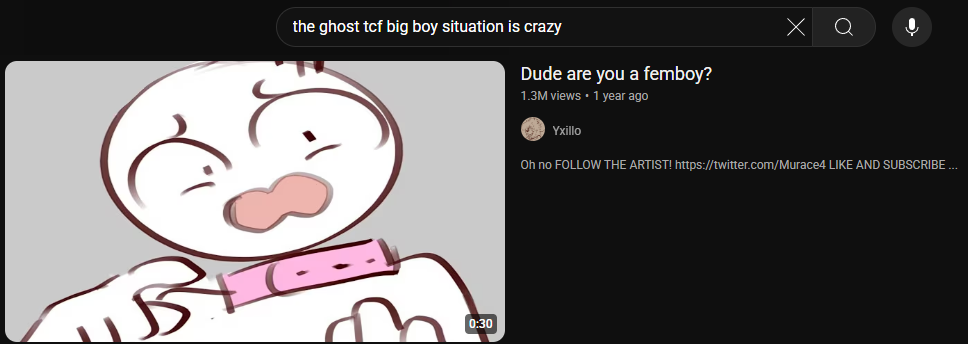 the ghost tcf big boy situation is crazy
Dude are you a femboy?
1.3M views • 1 year ago
Yxillo
Oh no FOLLOW THE ARTIST! https://twitter.com/Murace4 LIKE AND SUBSCRIBE ...
0:30